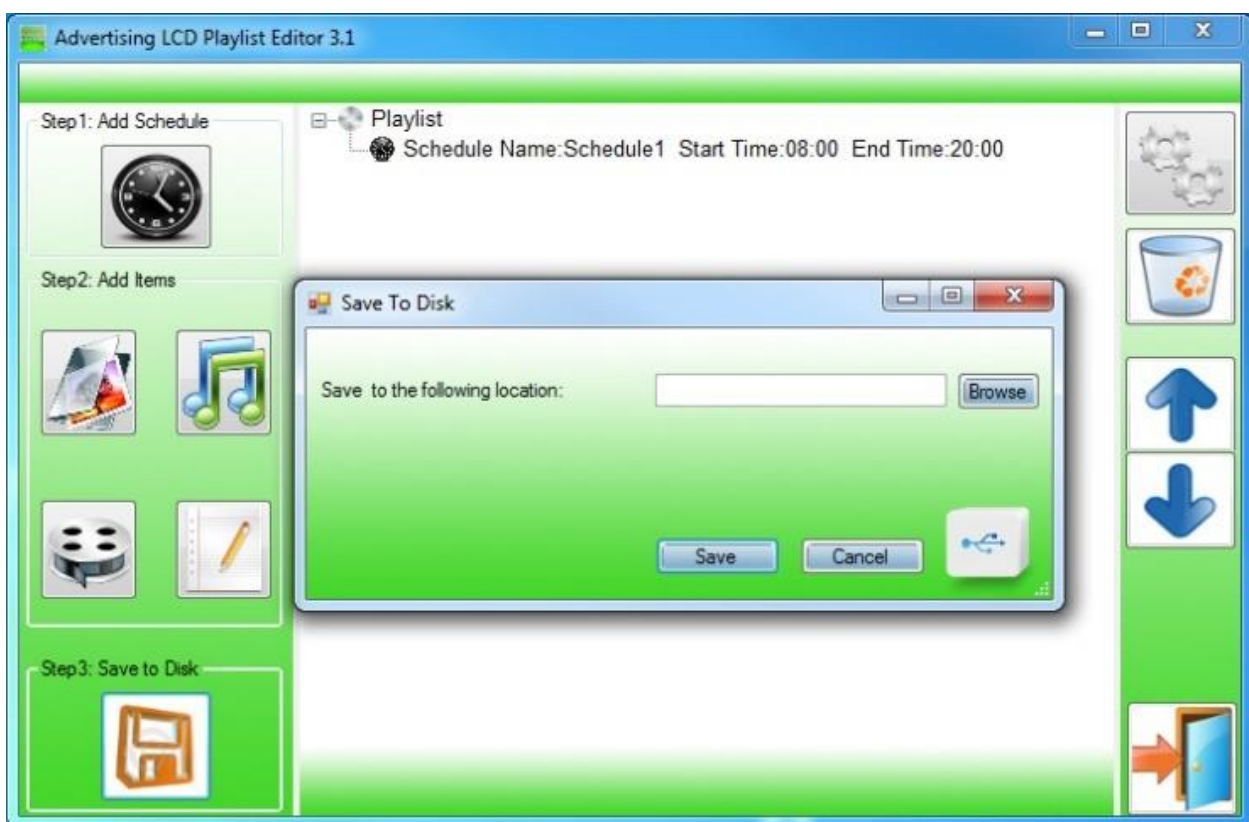 Advertising LCD Playlist Editor 3.1
Step1: Add Schedule
Playlist
Schedule Name:Schedule1 Start Time:08:00 End Time:20:00
Step2: Add Items
Save To Disk
Save to the following location:
Browse
Save
Cancel
Step3: Save to Disk